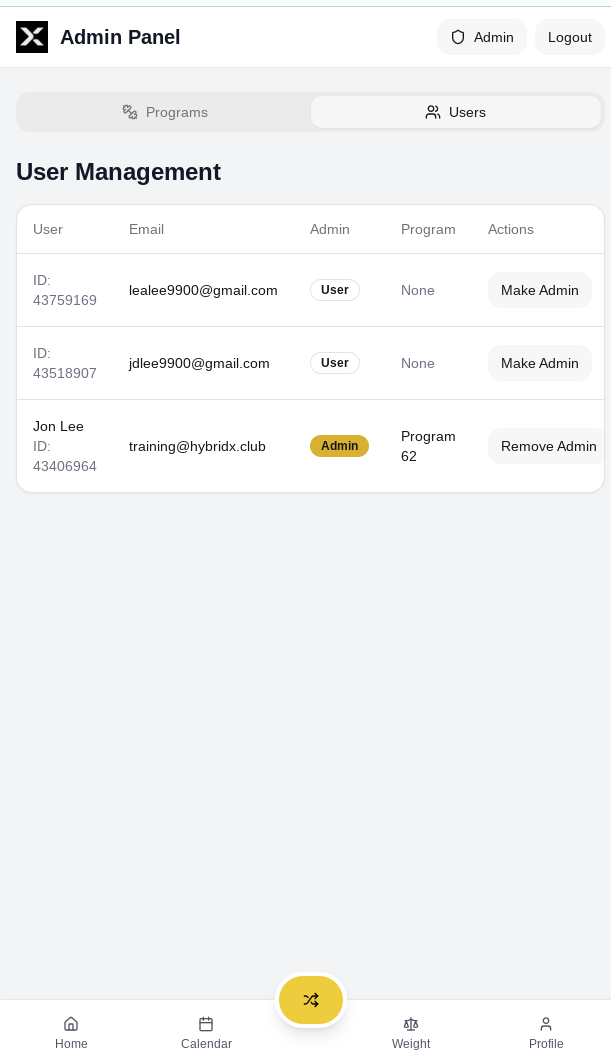 Admin Panel
Admin
Logout
Programs
Users
User Management
User Email Admin Program Actions
ID:
43759169
lealee9900@gmail.com
User
None
Make Admin
ID:
43518907
jdlee9900@gmail.com
User
None
Make Admin
Jon Lee
ID:
43406964
training@hybridx.club
Admin
Program
62
Remove Admin
Home
Calendar
Weight
Profile